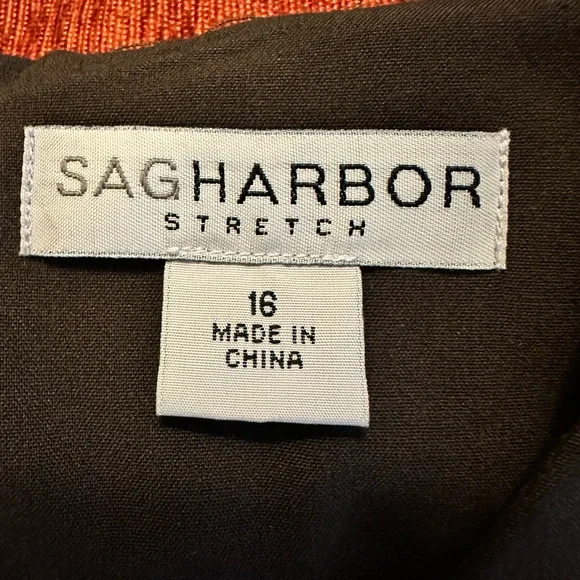 SAGHARBOR
STRETCH
16
MADE IN
CHINA